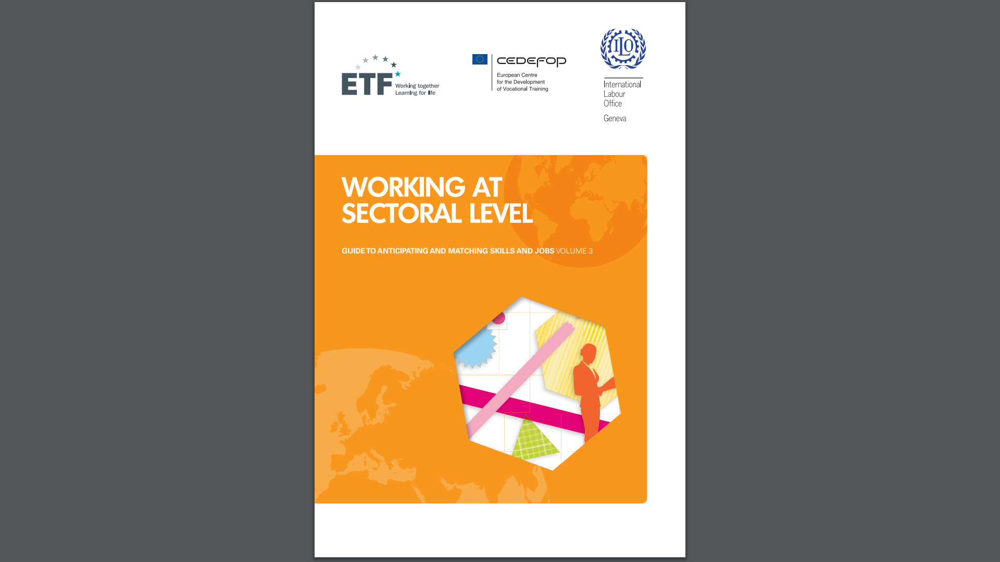 ETF
Working together
Learning for life
CEDEFOP
European Centre
for the Development
of Vocational Training
ILO
International
Labour
Office
Geneva
WORKING AT
SECTORAL LEVEL
GUIDE TO ANTICIPATING AND MATCHING SKILLS AND JOBS VOLUME 3